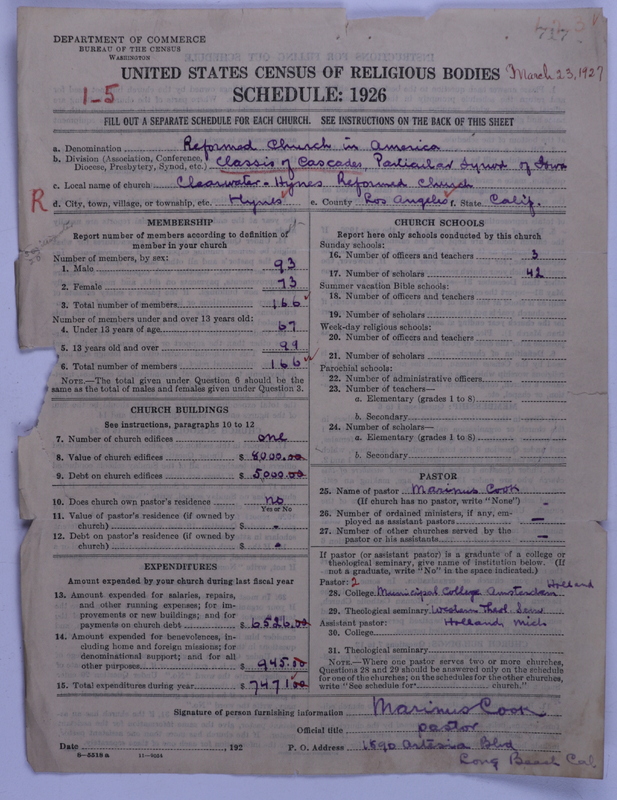 DEPARTMENT OF COMMERCE
BUREAU OF THE CENSUS
WASHINGTON
March 23, 1927
UNITED STATES CENSUS OF RELIGIOUS BODIES
1-5
SCHEDULE: 1926
FILL OUT A SEPARATE SCHEDULE FOR EACH CHURCH. SEE INSTRUCTIONS ON THE BACK OF THIS SHEET
a. Denomination Reformed Church in America
b. Division (Association, Conference, Diocese, Presbytery, Synod, etc.) Classis of Cascades, Particular Synod of Iowa
c. Local name of church Clearwater-Hynes Reformed Church
R d. City, town, village, or township, etc. Hynes e. County Los Angeles f. State Calif.
MEMBERSHIP
Report number of members according to definition of
member in your church
Number of members, by sex:
1. Male 93
2. Female 73
3. Total number of members 166
Number of members under and over 13 years old:
4. Under 13 years of age 67
5. 13 years old and over 99
6. Total number of members 166
NOTE.—The total given under Question 6 should be the
same as the total of males and females given under Question 3.
CHURCH BUILDINGS
See instructions, paragraphs 10 to 12
7. Number of church edifices one
8. Value of church edifices $ 8000.00
9. Debt on church edifices $ 5000.00
10. Does church own pastor's residence no
Yes or No
11. Value of pastor's residence (if owned by
church) $ -
12. Debt on pastor's residence (if owned by
church) $ -
EXPENDITURES
Amount expended by your church during last fiscal year
13. Amount expended for salaries, repairs,
and other running expenses; for im-
provements or new buildings; and for
payments on church debt $ 6526.00
14. Amount expended for benevolences, in-
cluding home and foreign missions; for
denominational support; and for all
other purposes $ 945.00
15. Total expenditures during year $ 7471.00
CHURCH SCHOOLS
Report here only schools conducted by this church
Sunday schools:
16. Number of officers and teachers 3
17. Number of scholars 42
Summer vacation Bible schools:
18. Number of officers and teachers
19. Number of scholars
Week-day religious schools:
20. Number of officers and teachers
21. Number of scholars
Parochial schools:
22. Number of administrative officers
23. Number of teachers—
a. Elementary (grades 1 to 8)
b. Secondary
24. Number of scholars—
a. Elementary (grades 1 to 8)
b. Secondary $
PASTOR
25. Name of pastor Marinus Cook
(If church has no pastor, write "None") -
26. Number of ordained ministers, if any, em-
ployed as assistant pastors —
27. Number of other churches served by the
pastor or his assistants —
If pastor (or assistant pastor) is a graduate of a college or
theological seminary, give name of institution below. (If
not a graduate, write "No" in the space indicated.)
Pastor: 2 Holland
28. College Municipal College Amsterdam
29. Theological seminary Western Theol. Sem
Assistant pastor: Holland Mich
30. College
31. Theological seminary
NOTE.—Where one pastor serves two or more churches,
Questions 28 and 29 should be answered only on the schedule
for one of the churches; on the schedules for the other churches,
write "See schedule for church."
Signature of person furnishing information Marinus Cook
Official title pastor
Date , 192 P. O. Address 1590 Artesia Blvd
8-5518a 11-9034 Long Beach Cal.